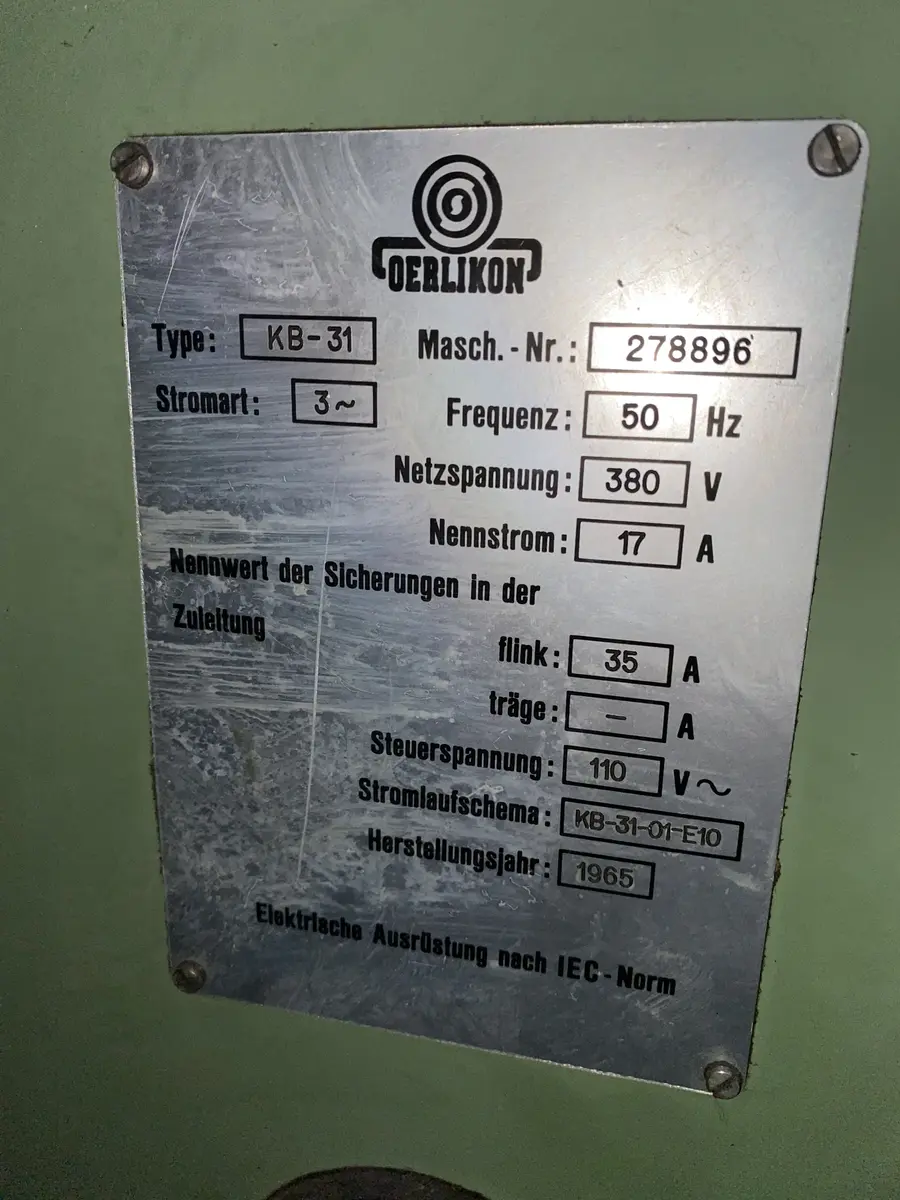 OERLIKON
Type: KB-31 Masch.-Nr.: 278896
Stromart: 3~ Frequenz: 50 Hz
Netzspannung: 380 V
Nennstrom: 17 A
Nennwert der Sicherungen in der
Zuleitung
flink: 35 A
träge: – A
Steuerspannung: 110 V~
Stromlaufschema: KB-31-01-E10
Herstellungsjahr: 1965
Elektrische Ausrüstung nach IEC-Norm